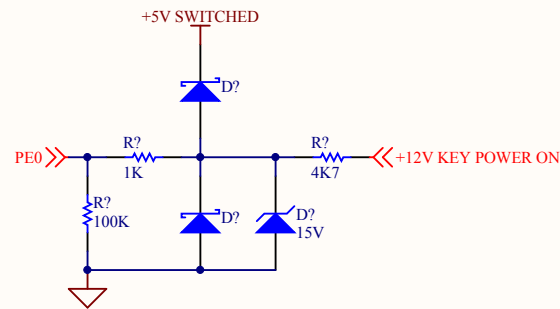 +5V SWITCHED
D?
R?
R?
PE0
+12V KEY POWER ON
1K
4K7
R?
100K
D?
D?
15V